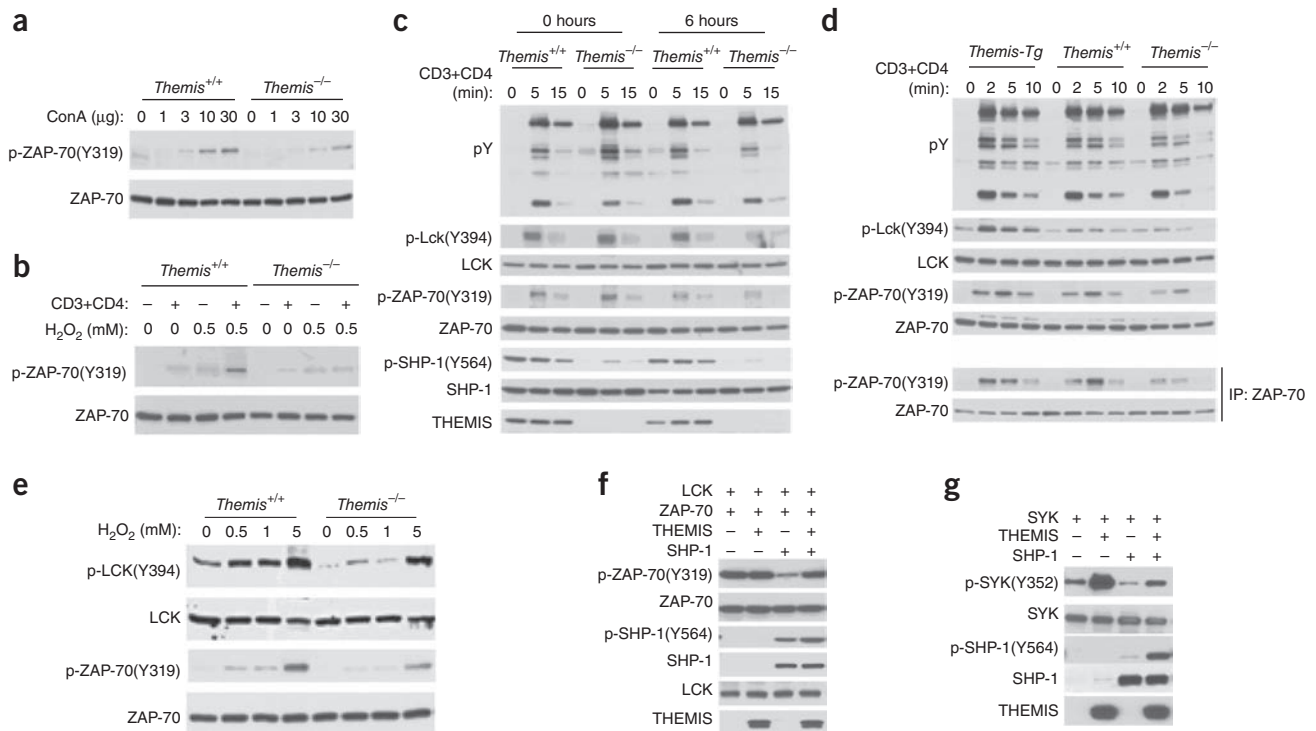 a
Themis+/+ Themis−/−
ConA (µg): 0 1 3 10 30 0 1 3 10 30
p-ZAP-70(Y319)
ZAP-70
b
Themis+/+ Themis−/−
CD3+CD4: − + − + − + − +
H2O2 (mM): 0 0 0.5 0.5 0 0 0.5 0.5
p-ZAP-70(Y319)
ZAP-70
c
0 hours 6 hours
Themis+/+ Themis−/− Themis+/+ Themis−/−
CD3+CD4
(min): 0 5 15 0 5 15 0 5 15 0 5 15
pY
p-Lck(Y394)
LCK
p-ZAP-70(Y319)
ZAP-70
p-SHP-1(Y564)
SHP-1
THEMIS
d
Themis-Tg Themis+/+ Themis−/−
CD3+CD4
(min): 0 2 5 10 0 2 5 10 0 2 5 10
pY
p-Lck(Y394)
LCK
p-ZAP-70(Y319)
ZAP-70
p-ZAP-70(Y319)
ZAP-70
IP: ZAP-70
e
Themis+/+ Themis−/−
H2O2 (mM): 0 0.5 1 5 0 0.5 1 5
p-LCK(Y394)
LCK
p-ZAP-70(Y319)
ZAP-70
f
LCK + + + +
ZAP-70 + + + +
THEMIS − + − +
SHP-1 − − + +
p-ZAP-70(Y319)
ZAP-70
p-SHP-1(Y564)
SHP-1
LCK
THEMIS
g
SYK + + + +
THEMIS − + − +
SHP-1 − − + +
p-SYK(Y352)
SYK
p-SHP-1(Y564)
SHP-1
THEMIS